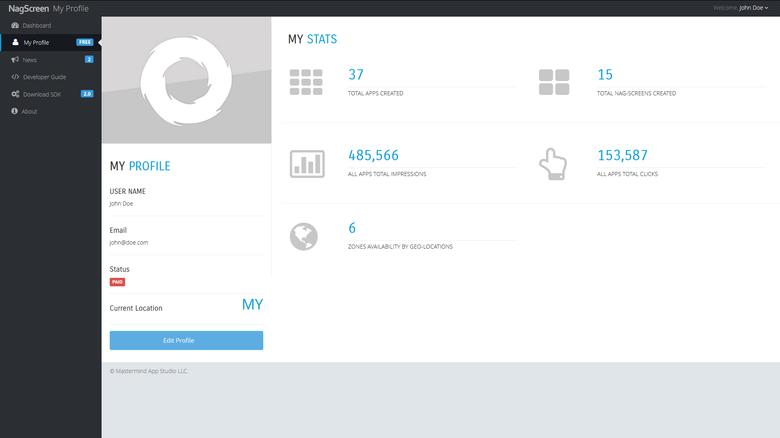 NagScreen My Profile
Welcome, John Doe
Dashboard
My Profile FREE
News 2
Developer Guide
Download SDK 2.0
About
MY PROFILE
USER NAME
John Doe
Email
john@doe.com
Status
PAID
Current Location MY
Edit Profile
MY STATS
37
TOTAL APPS CREATED
15
TOTAL NAG-SCREENS CREATED
485,566
ALL APPS TOTAL IMPRESSIONS
153,587
ALL APPS TOTAL CLICKS
6
ZONES AVAILABILITY BY GEO-LOCATIONS
© Mastermind App Studio LLC.